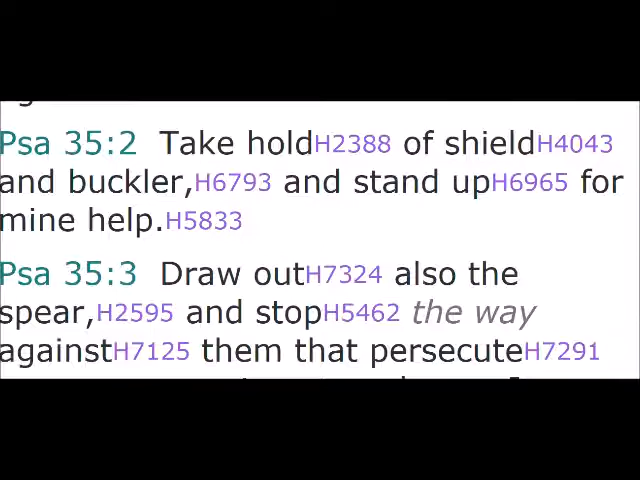 Psa 35:2 Take holdH2388 of shieldH4043
and buckler,H6793 and stand upH6965 for
mine help.H5833
Psa 35:3 Draw outH7324 also the
spear,H2595 and stopH5462 the way
againstH7125 them that persecuteH7291